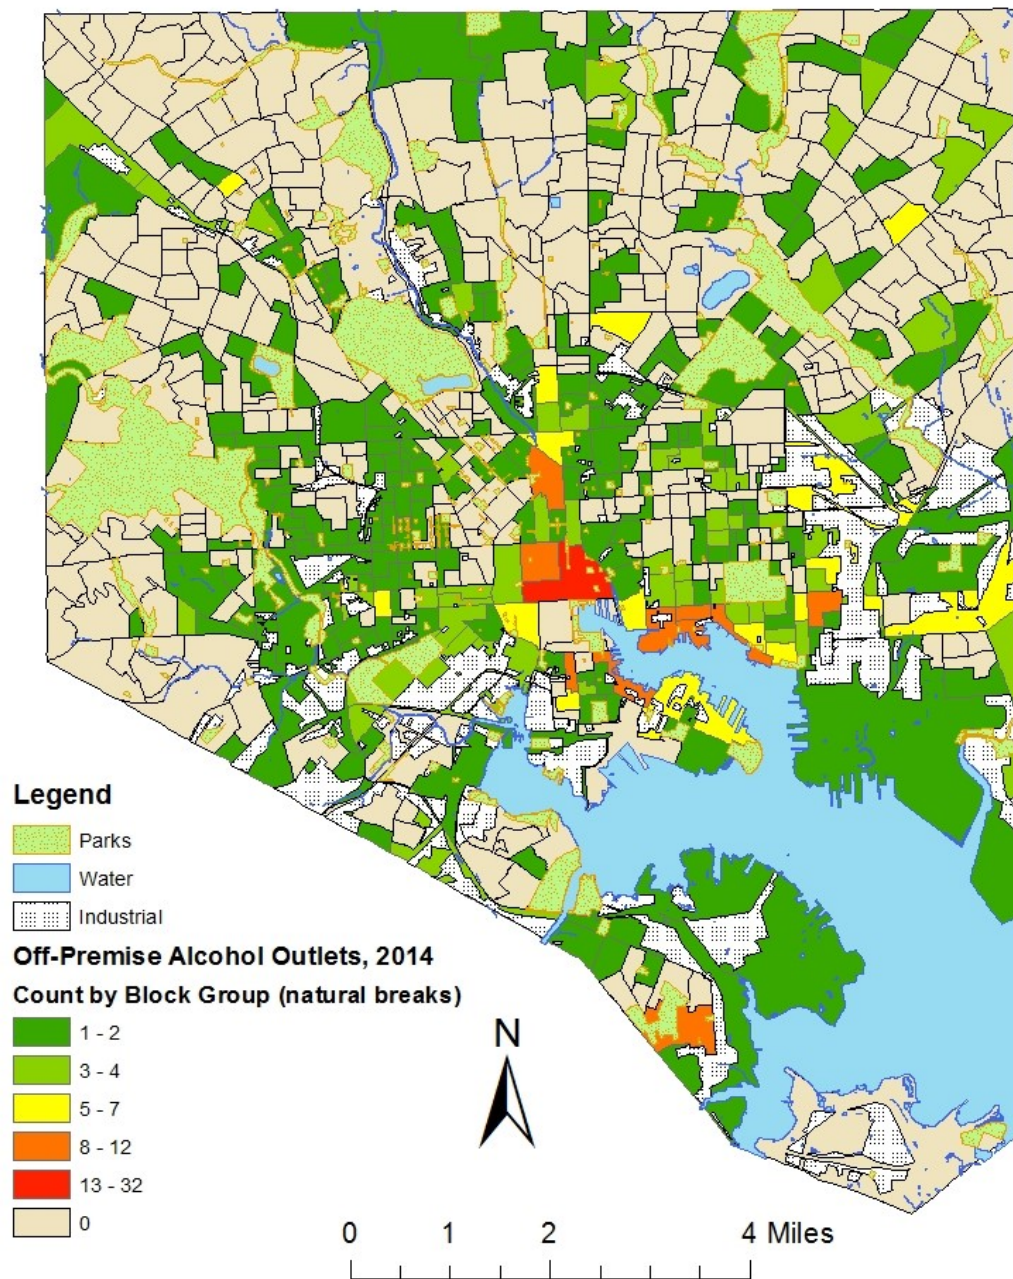 Legend
Parks
Water
Industrial
Off-Premise Alcohol Outlets, 2014
Count by Block Group (natural breaks)
1 - 2
3 - 4
5 - 7
8 - 12
13 - 32
0
N
0 1 2 4 Miles